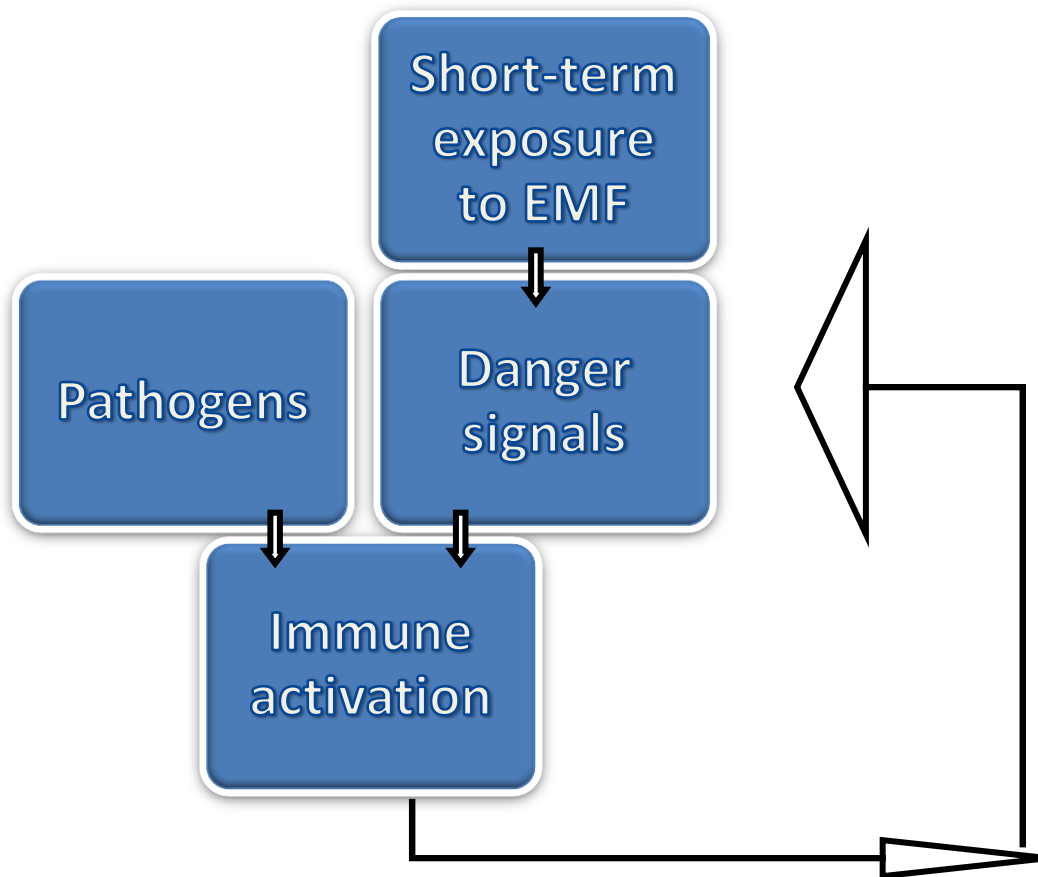 Short-term
exposure
to EMF
Pathogens
Danger
signals
Immune
activation